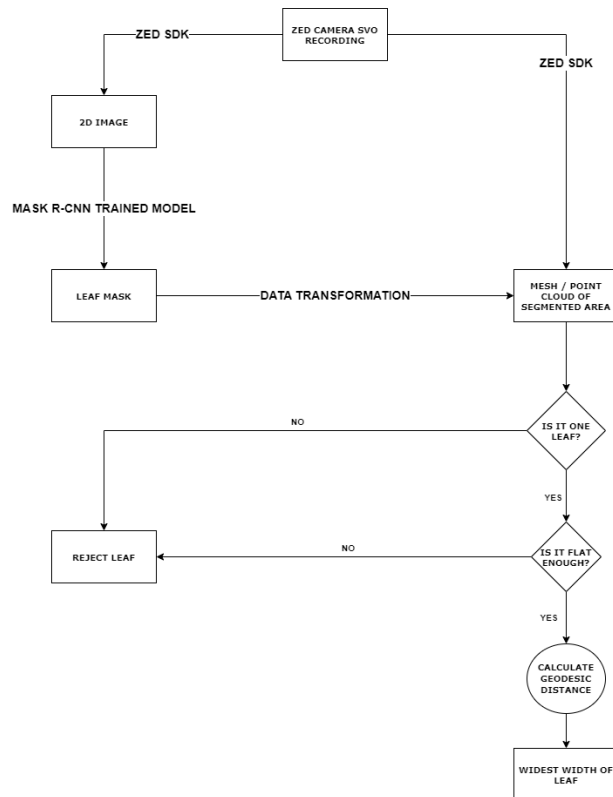 ZED CAMERA SVO
RECORDING
ZED SDK
ZED SDK
2D IMAGE
MASK R-CNN TRAINED MODEL
LEAF MASK
DATA TRANSFORMATION
MESH / POINT
CLOUD OF
SEGMENTED AREA
IS IT ONE
LEAF?
NO
YES
IS IT FLAT
ENOUGH?
NO
REJECT LEAF
YES
CALCULATE
GEODESIC
DISTANCE
WIDEST WIDTH OF
LEAF